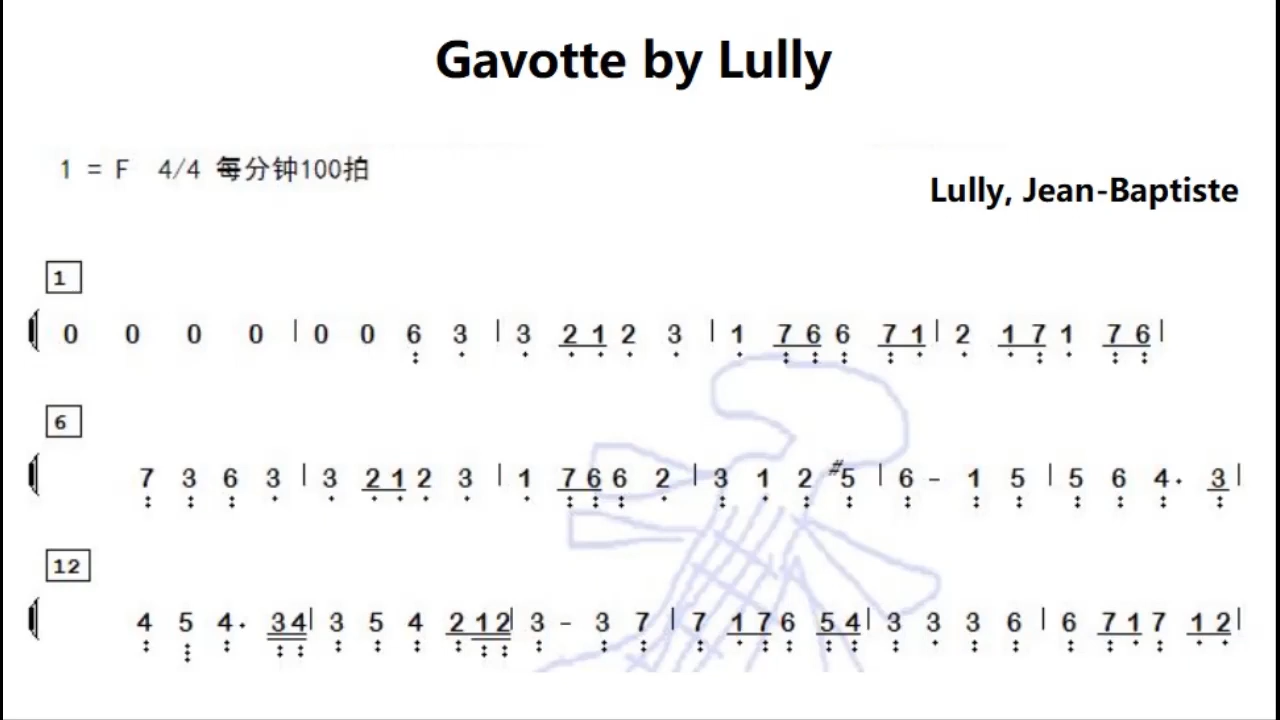 Gavotte by Lully
1 = F 4/4 每分钟100拍
Lully, Jean-Baptiste
1
0 0 0 0 | 0 0 6 3 | 3 2 1 2 3 | 1 7 6 6 7 1 | 2 1 7 1 7 6 |
6
7 3 6 3 | 3 2 1 2 3 | 1 7 6 6 2 | 3 1 2 #5 | 6 - 1 5 | 5 6 4. 3 |
12
4 5 4. 3 4 | 3 5 4 2 1 2 | 3 - 3 7 | 7 1 7 6 5 4 | 3 3 3 6 | 6 7 1 7 1 2 |